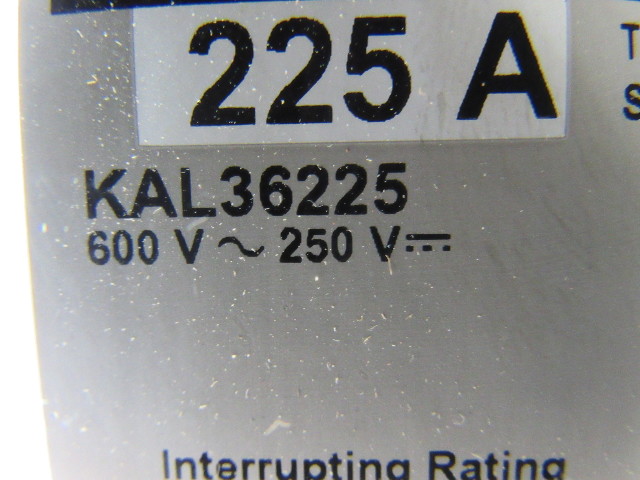 225 A
KAL36225
600 V ~ 250 V⎓
Interrupting Rating